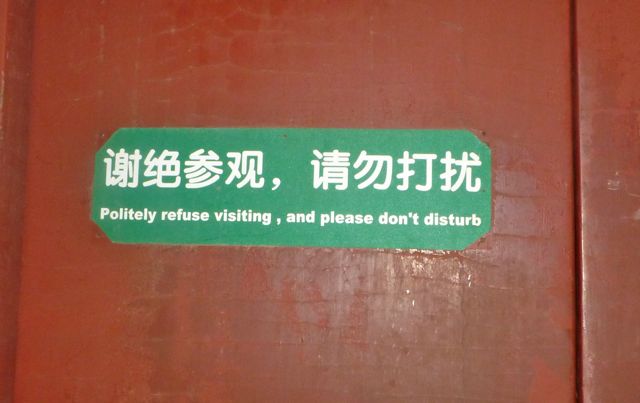 谢绝参观，请勿打扰
Politely refuse visiting , and please don't disturb